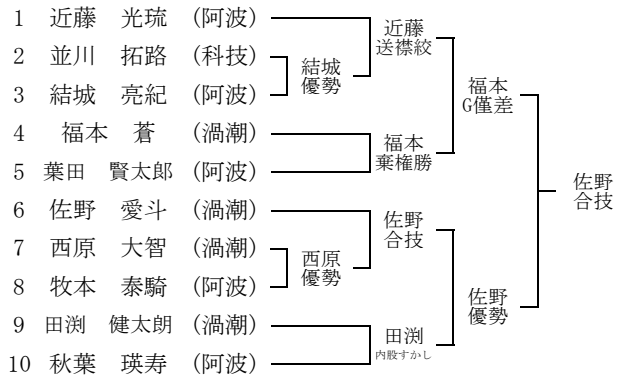 1 近藤 光琉 (阿波)
2 並川 拓路 (科技)
3 結城 亮紀 (阿波)
4 福本 蒼 (渦潮)
5 葉田 賢太郎 (阿波)
6 佐野 愛斗 (渦潮)
7 西原 大智 (渦潮)
8 牧本 泰騎 (阿波)
9 田渕 健太朗 (渦潮)
10 秋葉 瑛寿 (阿波)
結城
優勢
西原
優勢
近藤
送襟絞
福本
棄権勝
佐野
合技
田渕
内股すかし
福本
G僅差
佐野
優勢
佐野
合技